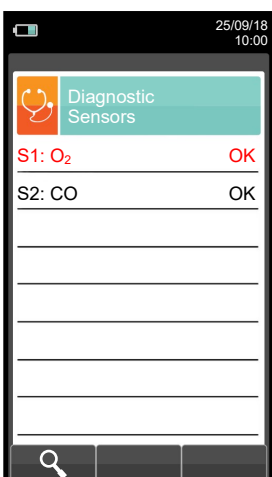 25/09/18
10:00
Diagnostic
Sensors
S1: O₂ OK
S2: CO OK